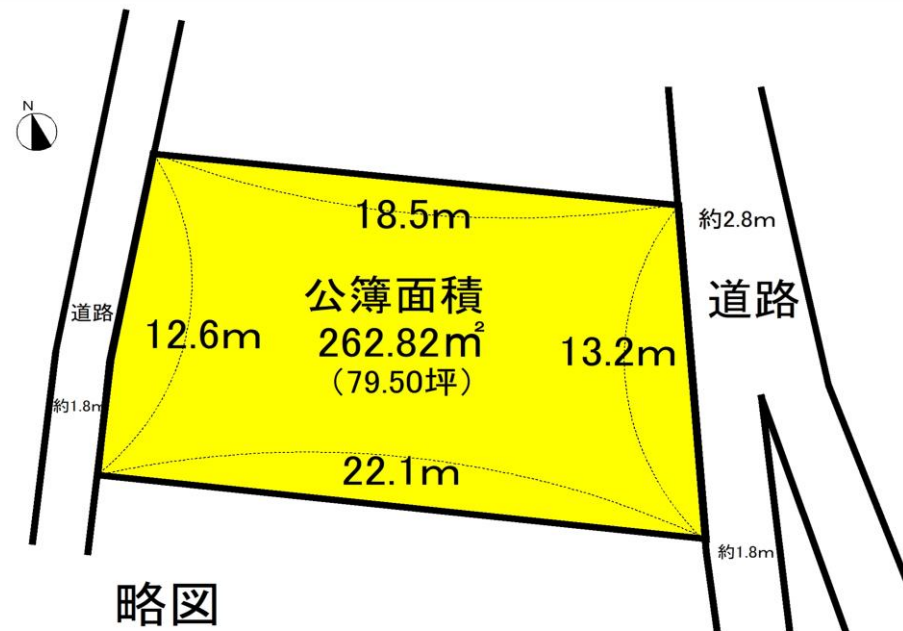 N
18.5m
約2.8m
公簿面積
道路
道路
262.82㎡
12.6m
13.2m
(79.50坪)
約1.8m
22.1m
約1.8m
略図